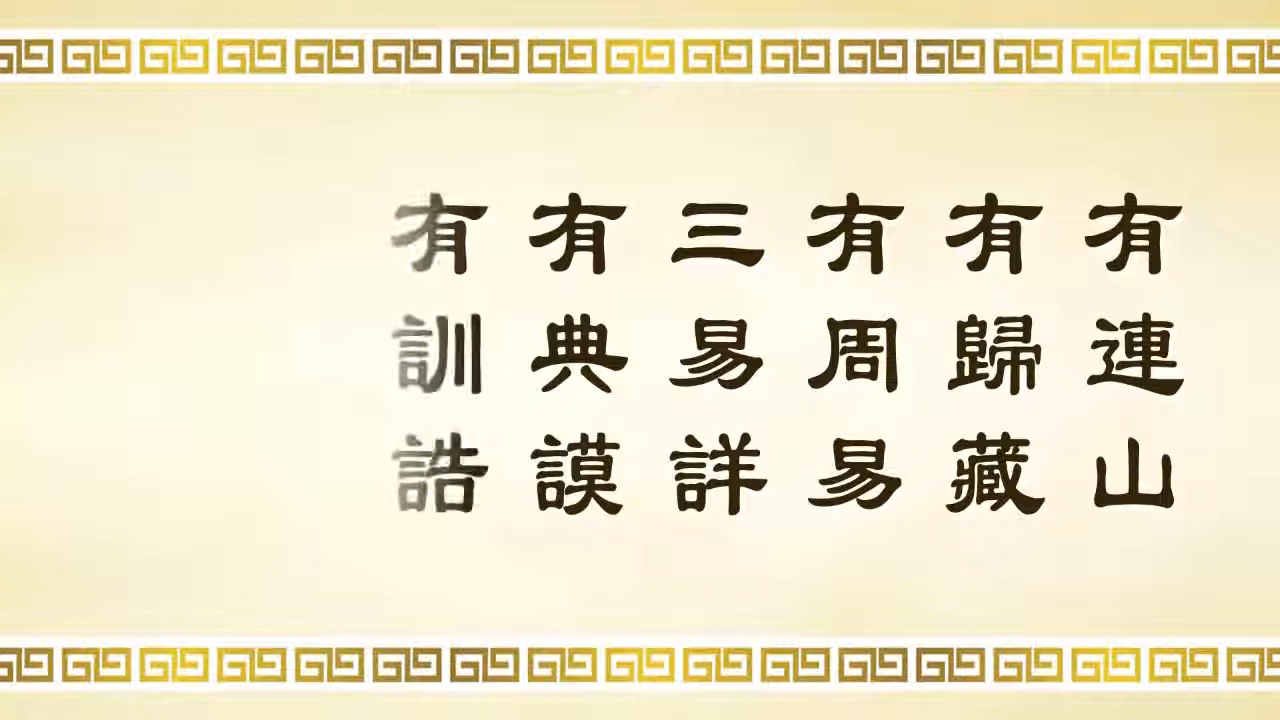 有連山
有歸藏
有周易
三易詳
有典謨
有訓誥